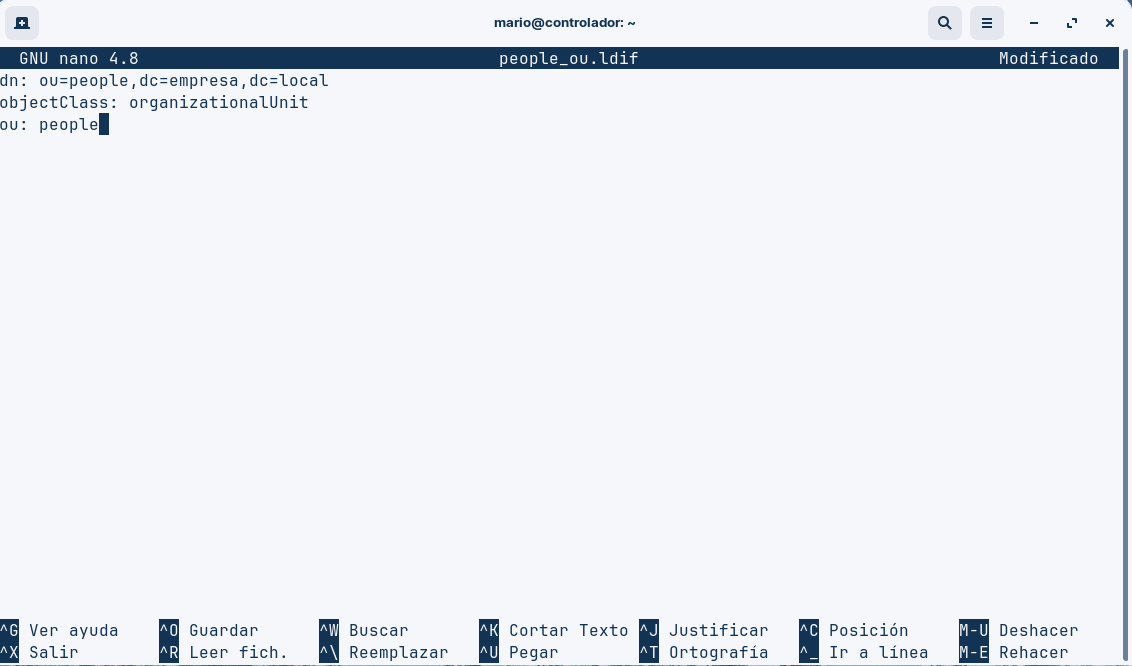 mario@controlador: ~
GNU nano 4.8 people_ou.ldif Modificado
dn: ou=people,dc=empresa,dc=local
objectClass: organizationalUnit
ou: people
^G Ver ayuda ^O Guardar ^W Buscar ^K Cortar Texto ^J Justificar ^C Posición M-U Deshacer
^X Salir ^R Leer fich. ^\ Reemplazar ^U Pegar ^T Ortografía ^_ Ir a línea M-E Rehacer